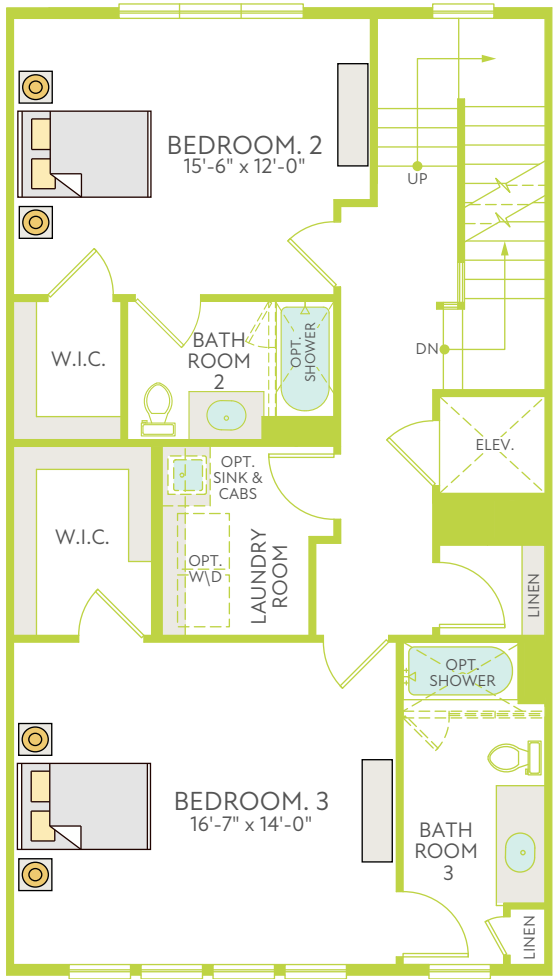 BEDROOM. 2
15'-6" x 12'-0"
UP
DN
W.I.C.
BATH
ROOM
2
OPT.
SHOWER
ELEV.
OPT.
SINK &
CABS
W.I.C.
OPT.
W\D
LAUNDRY
ROOM
LINEN
OPT.
SHOWER
BEDROOM. 3
16'-7" x 14'-0"
BATH
ROOM
3
LINEN